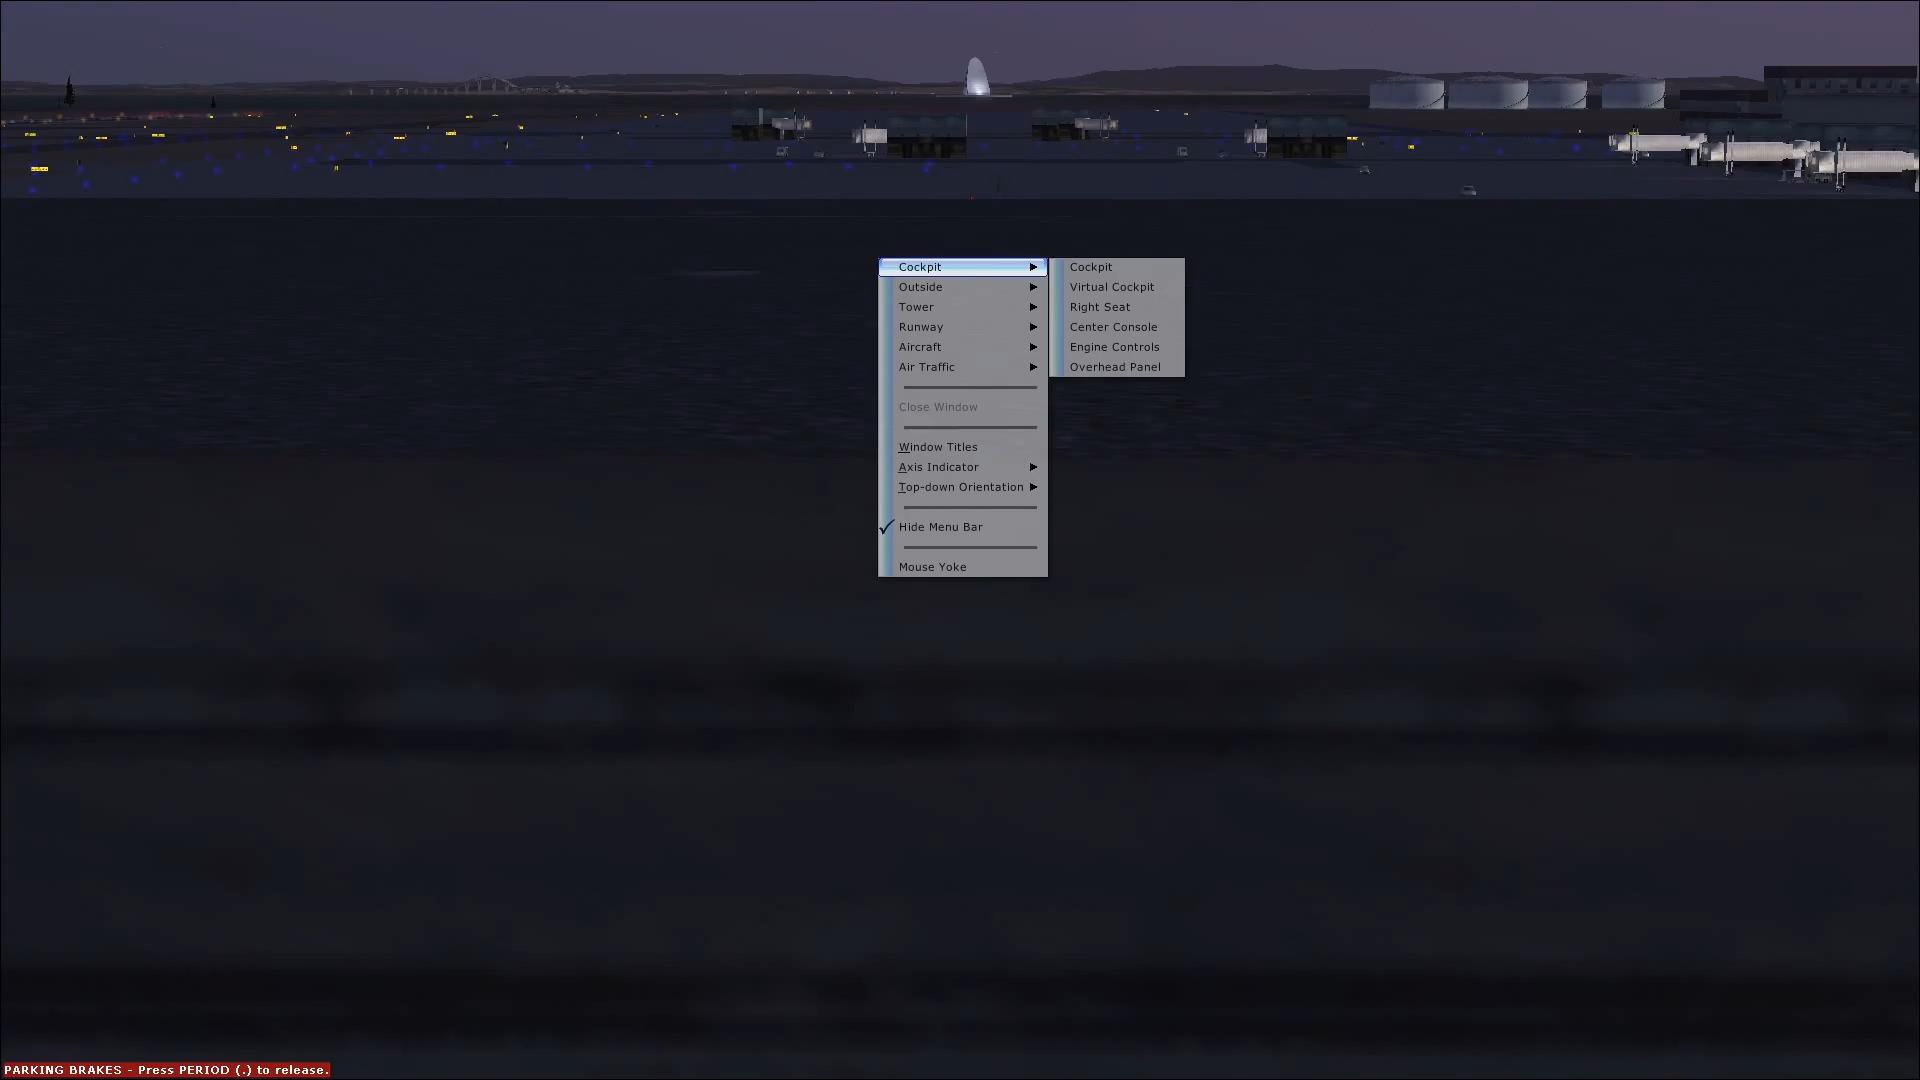 Cockpit
Outside
Tower
Runway
Aircraft
Air Traffic
Close Window
Window Titles
Axis Indicator
Top-down Orientation
Hide Menu Bar
Mouse Yoke
Cockpit
Virtual Cockpit
Right Seat
Center Console
Engine Controls
Overhead Panel
PARKING BRAKES - Press PERIOD (.) to release.